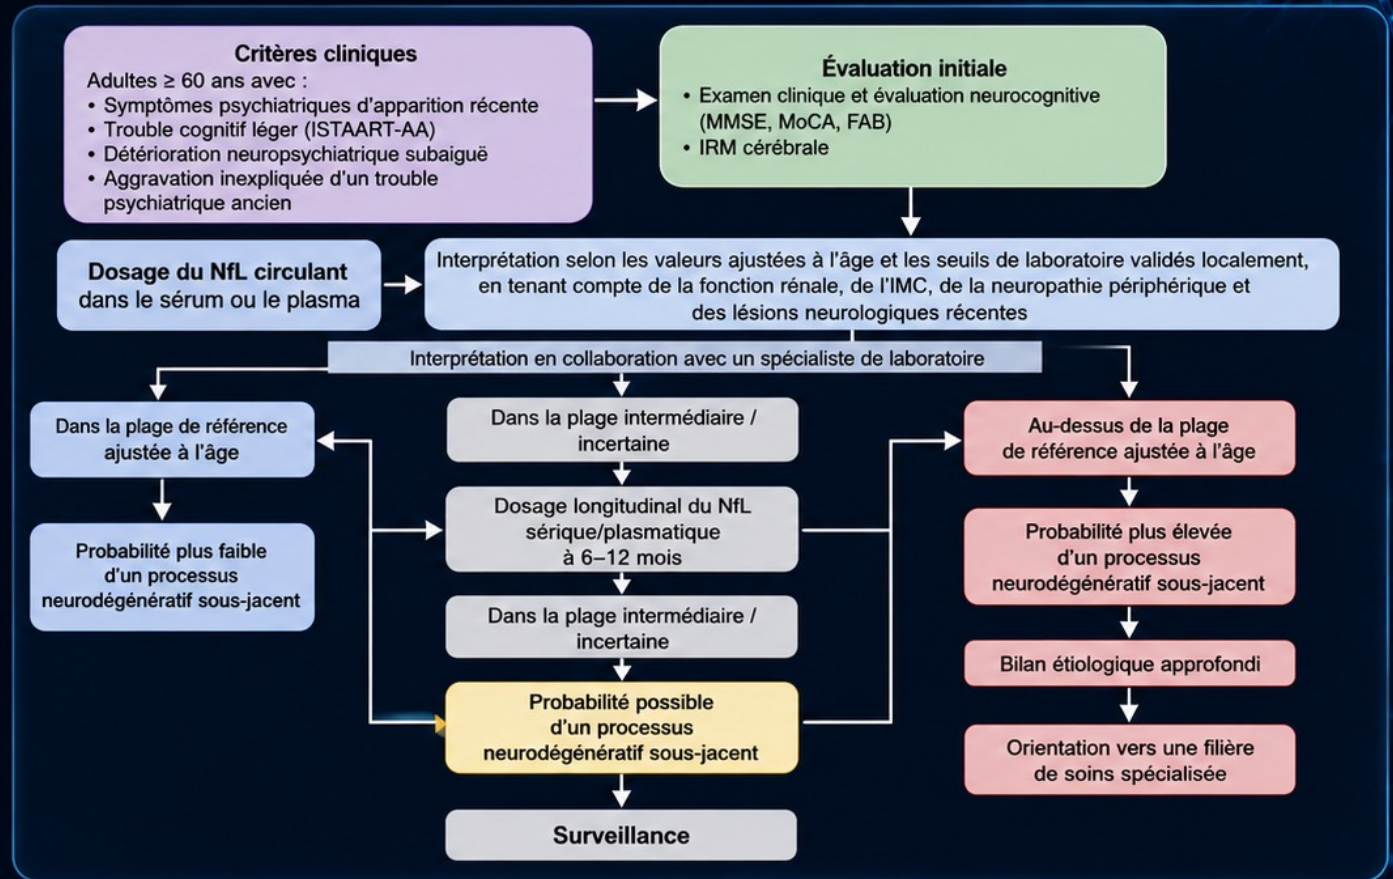 Critères cliniques
Adultes ≥ 60 ans avec :
• Symptômes psychiatriques d'apparition récente
• Trouble cognitif léger (ISTAART-AA)
• Détérioration neuropsychiatrique subaiguë
• Aggravation inexpliquée d'un trouble
psychiatrique ancien
Évaluation initiale
• Examen clinique et évaluation neurocognitive
(MMSE, MoCA, FAB)
• IRM cérébrale
Dosage du NfL circulant
dans le sérum ou le plasma
Interprétation selon les valeurs ajustées à l'âge et les seuils de laboratoire validés localement,
en tenant compte de la fonction rénale, de l'IMC, de la neuropathie périphérique et
des lésions neurologiques récentes
Interprétation en collaboration avec un spécialiste de laboratoire
Dans la plage de référence
ajustée à l'âge
Probabilité plus faible
d'un processus
neurodégénératif sous-jacent
Dans la plage intermédiaire /
incertaine
Dosage longitudinal du NfL
sérique/plasmatique
à 6–12 mois
Dans la plage intermédiaire /
incertaine
Probabilité possible
d'un processus
neurodégénératif sous-jacent
Surveillance
Au-dessus de la plage
de référence ajustée à l'âge
Probabilité plus élevée
d'un processus
neurodégénératif sous-jacent
Bilan étiologique approfondi
Orientation vers une filière
de soins spécialisée